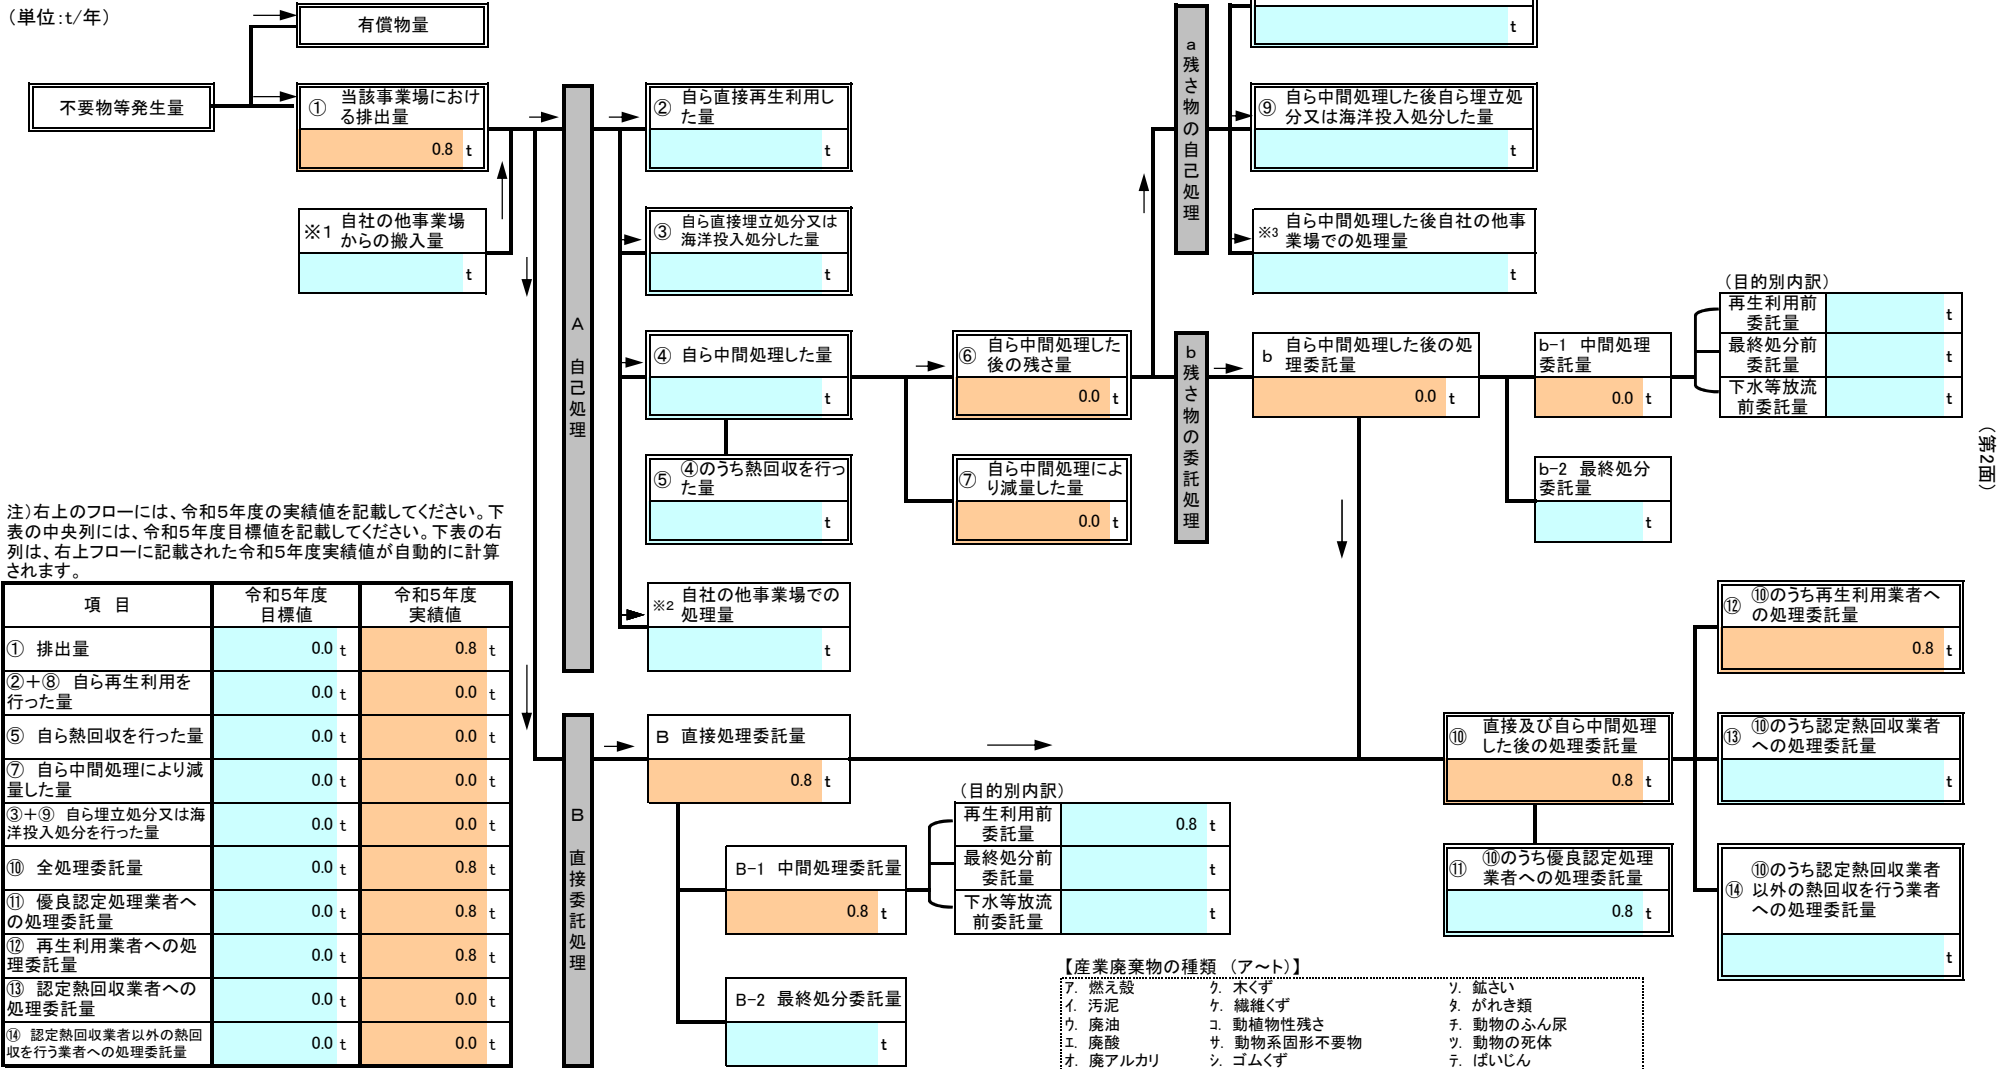 （単位：t/年）
有償物量
不要物等発生量
① 当該事業場におけ
る排出量
0.8 t
※1 自社の他事業場
からの搬入量
t
A 自己処理
② 自ら直接再生利用し
た量
t
③ 自ら直接埋立処分又は
海洋投入処分した量
t
④ 自ら中間処理した量
t
⑤ ④のうち熱回収を行っ
た量
t
※2 自社の他事業場での
処理量
t
⑥ 自ら中間処理した
後の残さ量
0.0 t
⑦ 自ら中間処理によ
り減量した量
0.0 t
a 残さ物の自己処理
t
⑨ 自ら中間処理した後自ら埋立処
分又は海洋投入処分した量
t
※3 自ら中間処理した後自社の他事
業場での処理量
t
b 残さ物の委託処理
b 自ら中間処理した後の処
理委託量
0.0 t
b-1 中間処理
委託量
0.0 t
b-2 最終処分
委託量
t
（目的別内訳）
再生利用前
委託量
t
最終処分前
委託量
t
下水等放流
前委託量
t
（第2面）
注）右上のフローには、令和5年度の実績値を記載してください。下
表の中央列には、令和5年度目標値を記載してください。下表の右
列は、右上フローに記載された令和5年度実績値が自動的に計算
されます。
項 目 令和5年度 令和5年度
目標値 実績値
① 排出量 0.0 t 0.8 t
②＋⑧ 自ら再生利用を
行った量 0.0 t 0.0 t
⑤ 自ら熱回収を行った量 0.0 t 0.0 t
⑦ 自ら中間処理により減
量した量 0.0 t 0.0 t
③＋⑨ 自ら埋立処分又は海
洋投入処分を行った量 0.0 t 0.0 t
⑩ 全処理委託量 0.0 t 0.8 t
⑪ 優良認定処理業者へ
の処理委託量 0.0 t 0.8 t
⑫ 再生利用業者への処
理委託量 0.0 t 0.8 t
⑬ 認定熱回収業者への
処理委託量 0.0 t 0.0 t
⑭ 認定熱回収業者以外の熱回
収を行う業者への処理委託量 0.0 t 0.0 t
B 直接委託処理
B 直接処理委託量
0.8 t
B-1 中間処理委託量
0.8 t
B-2 最終処分委託量
t
（目的別内訳）
再生利用前
委託量
0.8 t
最終処分前
委託量
t
下水等放流
前委託量
t
⑩ 直接及び自ら中間処理
した後の処理委託量
0.8 t
⑪ ⑩のうち優良認定処理
業者への処理委託量
0.8 t
⑫ ⑩のうち再生利用業者へ
の処理委託量
0.8 t
⑬ ⑩のうち認定熱回収業者
への処理委託量
t
⑭ ⑩のうち認定熱回収業者
以外の熱回収を行う業者
への処理委託量
t
【産業廃棄物の種類 （ア～ト）】
ア. 燃え殻 ク. 木くず ソ. 鉱さい
イ. 汚泥 ケ. 繊維くず タ. がれき類
ウ. 廃油 コ. 動植物性残さ チ. 動物のふん尿
エ. 廃酸 サ. 動物系固形不要物 ツ. 動物の死体
オ. 廃アルカリ シ. ゴムくず テ. ばいじん